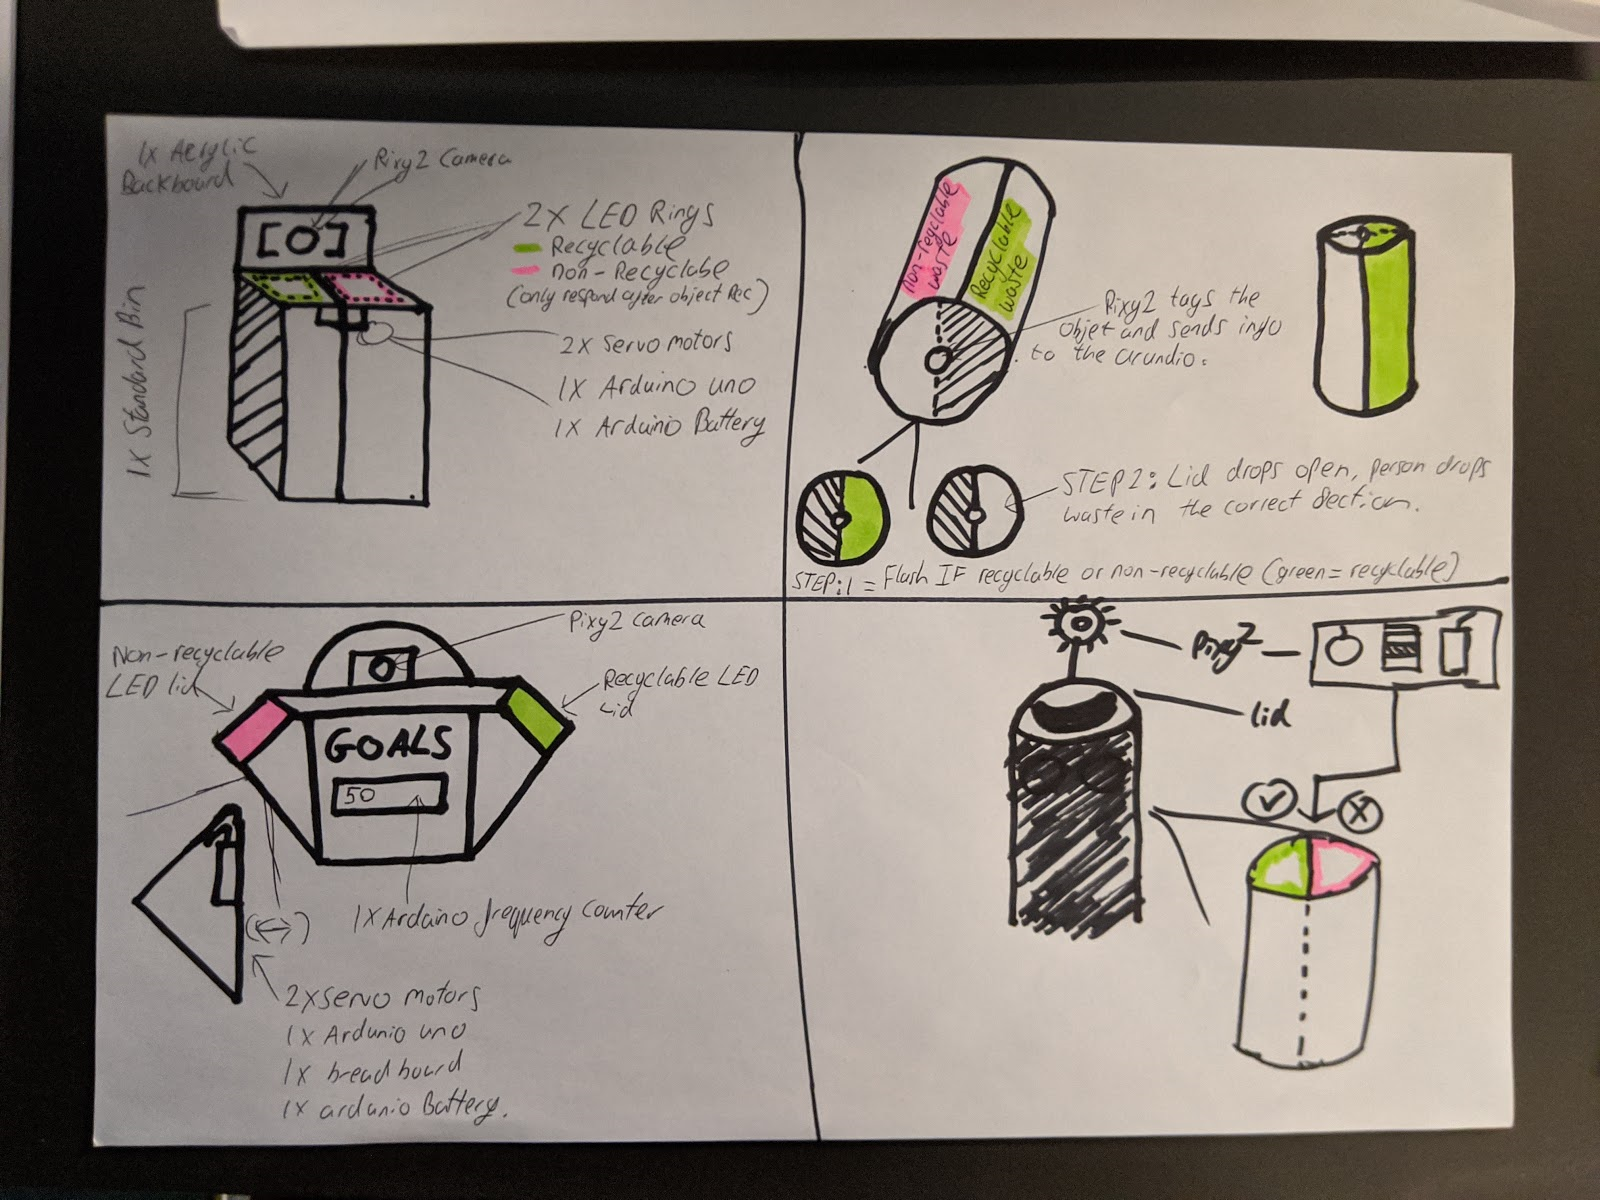 1x Acrylic
Backboard
Pixy2 Camera
2X LED Rings
Recyclable
non-Recyclabe
(only respond after object Rec)
2x servo motors
1X Arduino uno
1X Arduino Battery
1x Standard Bin
[O]
non-recyclable
waste
Recyclable
waste
Pixy2 tags the
objet and sends info
to the arundio.
STEP2: Lid drops open, person drops
waste in the correct section.
STEP:1 = Flash IF recyclable or non-recyclable (green=recyclable)
Pixy2 camera
Non-recyclable
LED lid
Recyclable LED
Lid
GOALS
50
1X Arduino frequency counter
2x servo motors
1x Ardunio uno
1x breadboard
1x ardunio Battery.
Pixy2
Lid